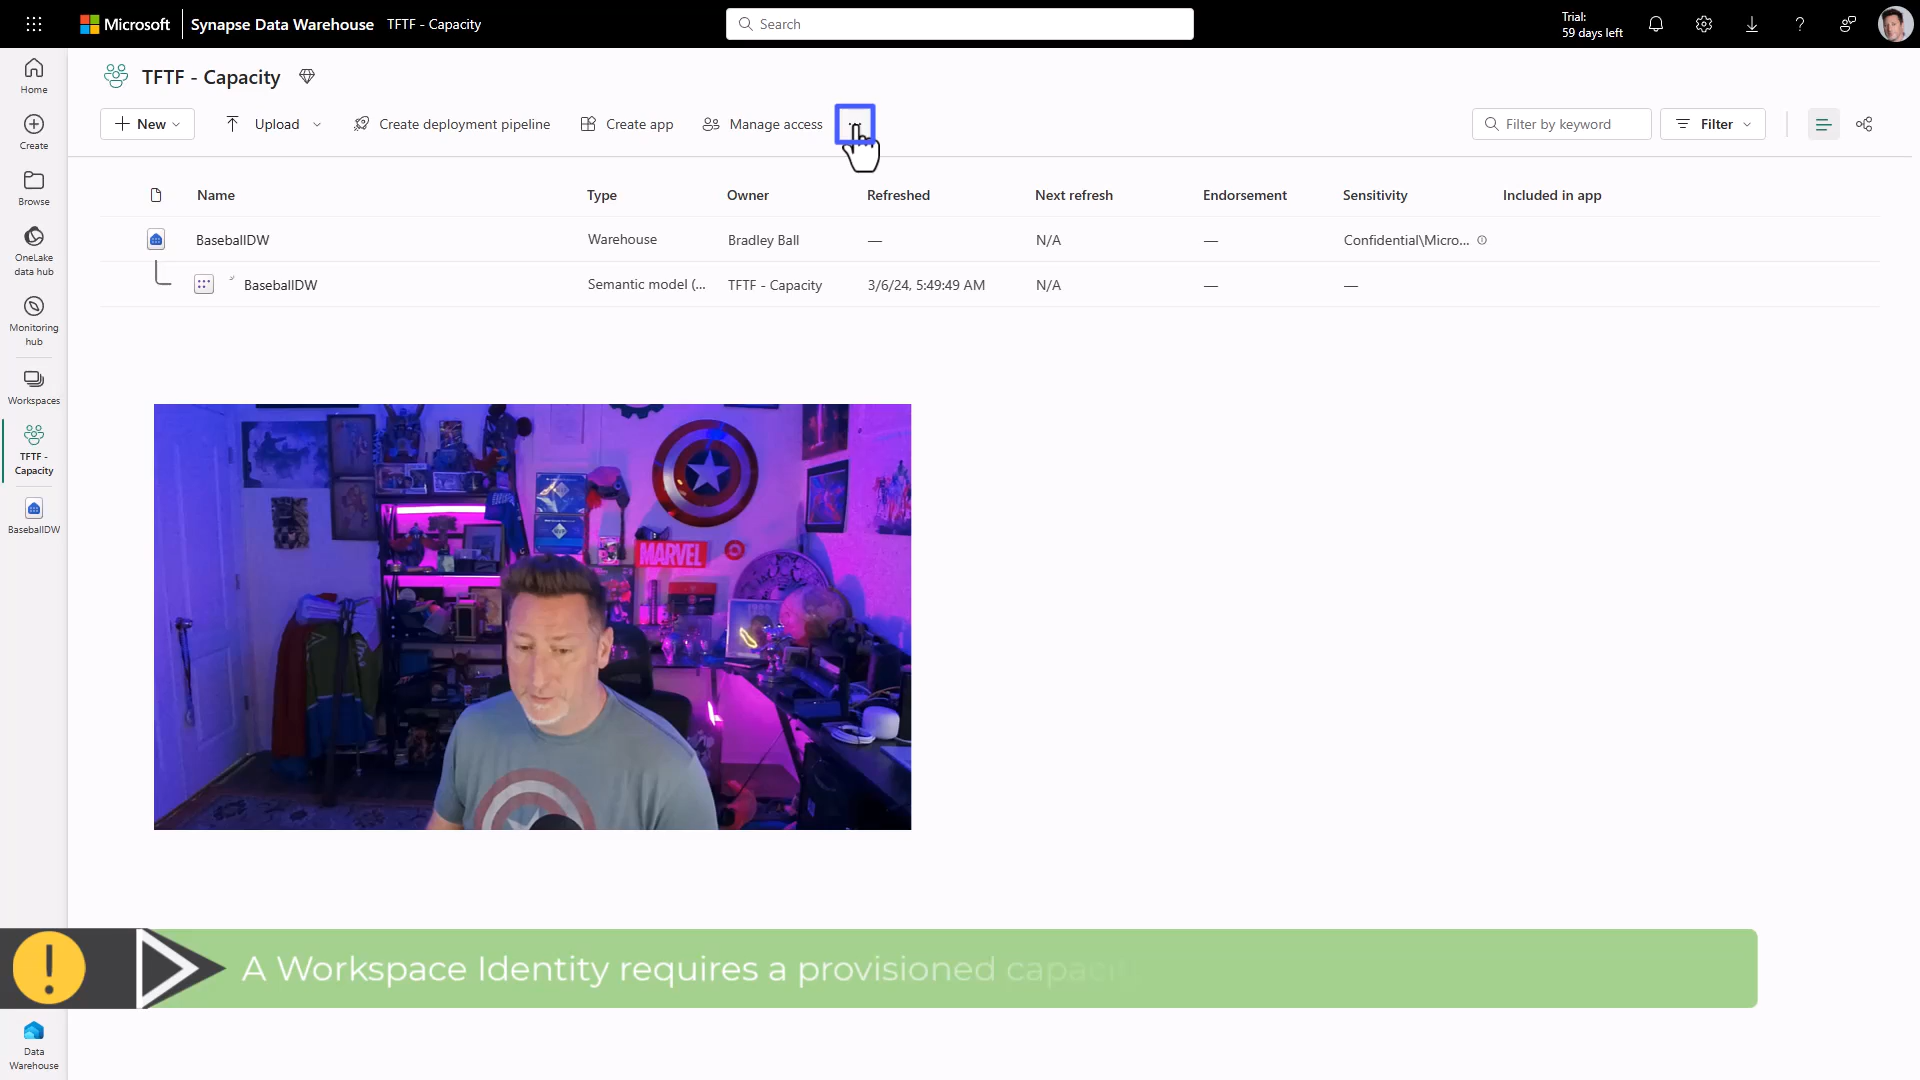 Microsoft
Synapse Data Warehouse
TFTF - Capacity
Search
Trial:
59 days left
?
TFTF - Capacity
New
Upload
Create deployment pipeline
Create app
Manage access
...
Filter by keyword
Filter
Home
Create
Browse
OneLake
data hub
Monitoring
hub
Workspaces
TFTF -
Capacity
BaseballDW
Data
Warehouse
Name
Type
Owner
Refreshed
Next refresh
Endorsement
Sensitivity
Included in app
BaseballDW
Warehouse
Bradley Ball
—
N/A
—
Confidential\Micro...
BaseballDW
Semantic model (...
TFTF - Capacity
3/6/24, 5:49:49 AM
N/A
—
—
MARVEL
! A Workspace Identity requires a provisioned capacit